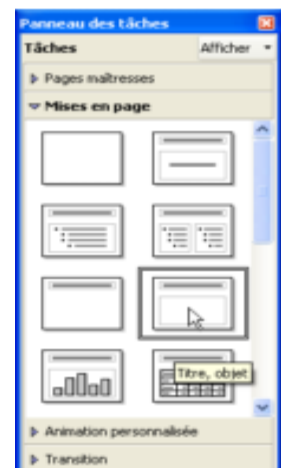 Panneau des tâches
Tâches Afficher
Pages maîtresses
Mises en page
Titre, objet
Animation personnalisée
Transition